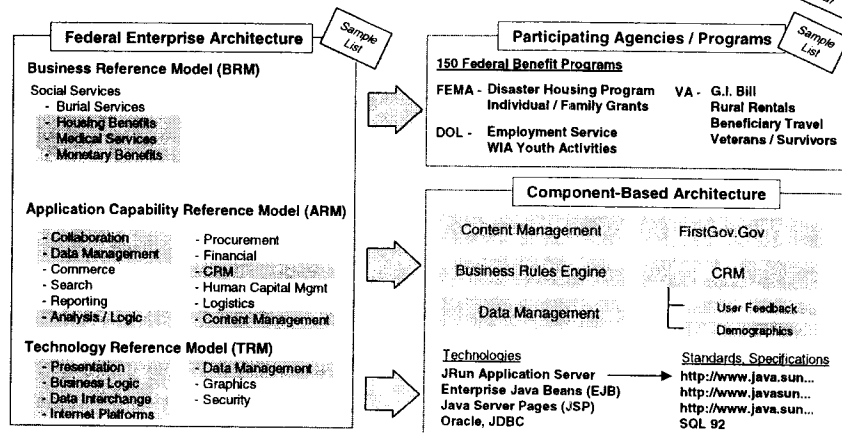 Federal Enterprise Architecture
Sample
List
Business Reference Model (BRM)
Social Services
- Burial Services
- Housing Benefits
- Medical Services
- Monetary Benefits
Application Capability Reference Model (ARM)
- Collaboration
- Data Management
- Commerce
- Search
- Reporting
- Analysis / Logic
- Procurement
- Financial
- CRM
- Human Capital Mgmt
- Logistics
- Content Management
Technology Reference Model (TRM)
- Presentation
- Business Logic
- Data Interchange
- Internet Platforms
- Data Management
- Graphics
- Security
Participating Agencies / Programs
Sample
List
150 Federal Benefit Programs
FEMA - Disaster Housing Program
Individual / Family Grants
DOL - Employment Service
WIA Youth Activities
VA - G.I. Bill
Rural Rentals
Beneficiary Travel
Veterans / Survivors
Component-Based Architecture
Content Management
Business Rules Engine
Data Management
FirstGov.Gov
CRM
User Feedback
Demographics
Technologies
JRun Application Server
Enterprise Java Beans (EJB)
Java Server Pages (JSP)
Oracle, JDBC
Standards, Specifications
http://www.java.sun...
http://www.javasun...
http://www.java.sun...
SQL 92